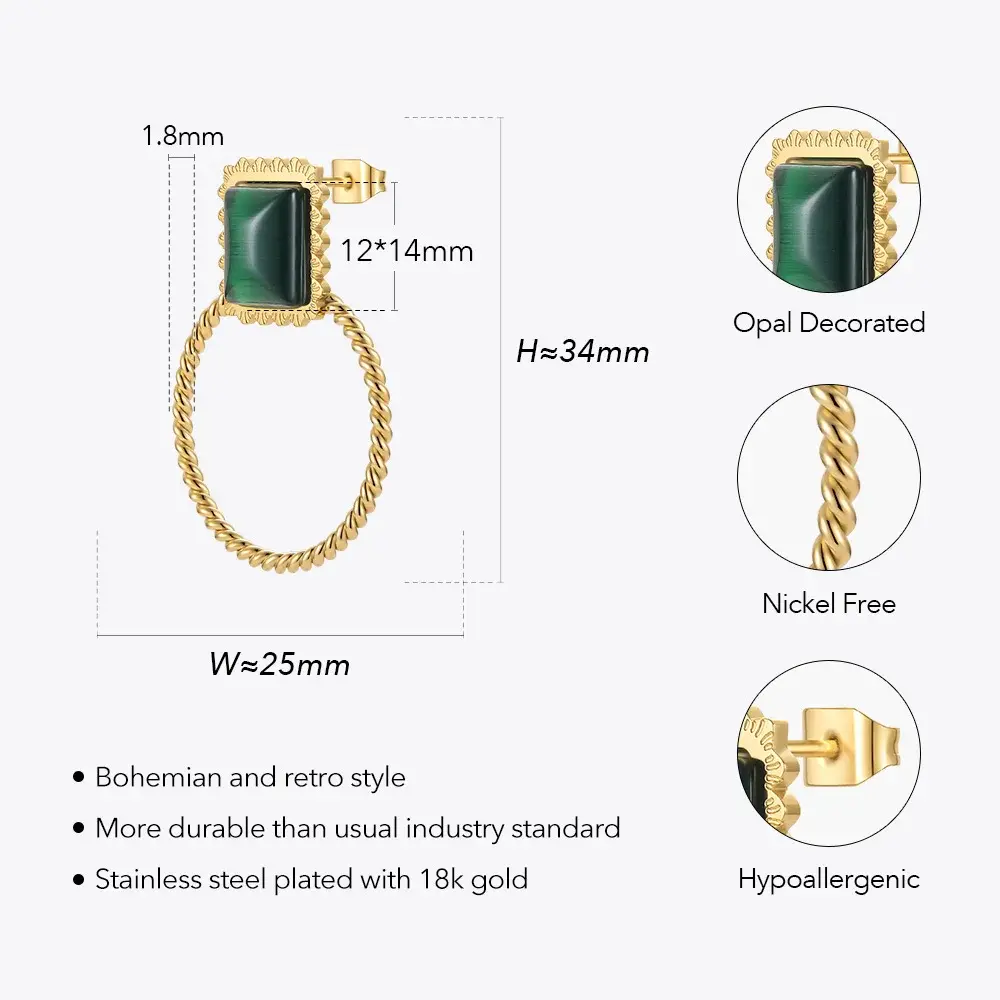 1.8mm
12*14mm
H≈34mm
W≈25mm
Opal Decorated
Nickel Free
Hypoallergenic
• Bohemian and retro style
• More durable than usual industry standard
• Stainless steel plated with 18k gold